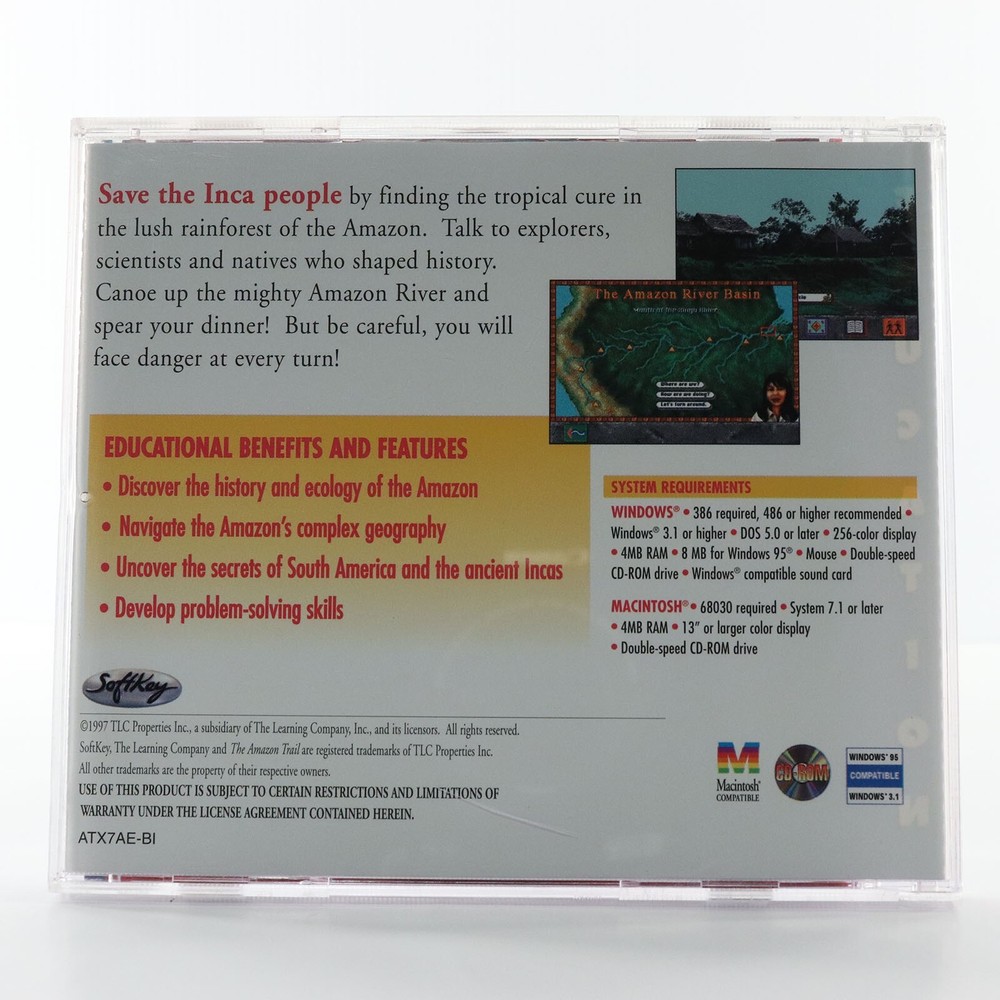 Save the Inca people by finding the tropical cure in
the lush rainforest of the Amazon. Talk to explorers,
scientists and natives who shaped history.
Canoe up the mighty Amazon River and
spear your dinner! But be careful, you will
face danger at every turn!
The Amazon River Basin
Where are we?
How are we doing?
Let's turn around.
EDUCATIONAL BENEFITS AND FEATURES
• Discover the history and ecology of the Amazon
• Navigate the Amazon's complex geography
• Uncover the secrets of South America and the ancient Incas
• Develop problem-solving skills
SYSTEM REQUIREMENTS
WINDOWS® • 386 required, 486 or higher recommended •
Windows® 3.1 or higher • DOS 5.0 or later • 256-color display
• 4MB RAM • 8 MB for Windows 95® • Mouse • Double-speed
CD-ROM drive • Windows® compatible sound card
MACINTOSH® • 68030 required • System 7.1 or later
• 4MB RAM • 13" or larger color display
• Double-speed CD-ROM drive
SoftKey
©1997 TLC Properties Inc., a subsidiary of The Learning Company, Inc., and its licensors. All rights reserved.
SoftKey, The Learning Company and The Amazon Trail are registered trademarks of TLC Properties Inc.
All other trademarks are the property of their respective owners.
USE OF THIS PRODUCT IS SUBJECT TO CERTAIN RESTRICTIONS AND LIMITATIONS OF
WARRANTY UNDER THE LICENSE AGREEMENT CONTAINED HEREIN.
ATX7AE-BI
Macintosh®
COMPATIBLE
CD-ROM
WINDOWS® 95
COMPATIBLE
WINDOWS® 3.1